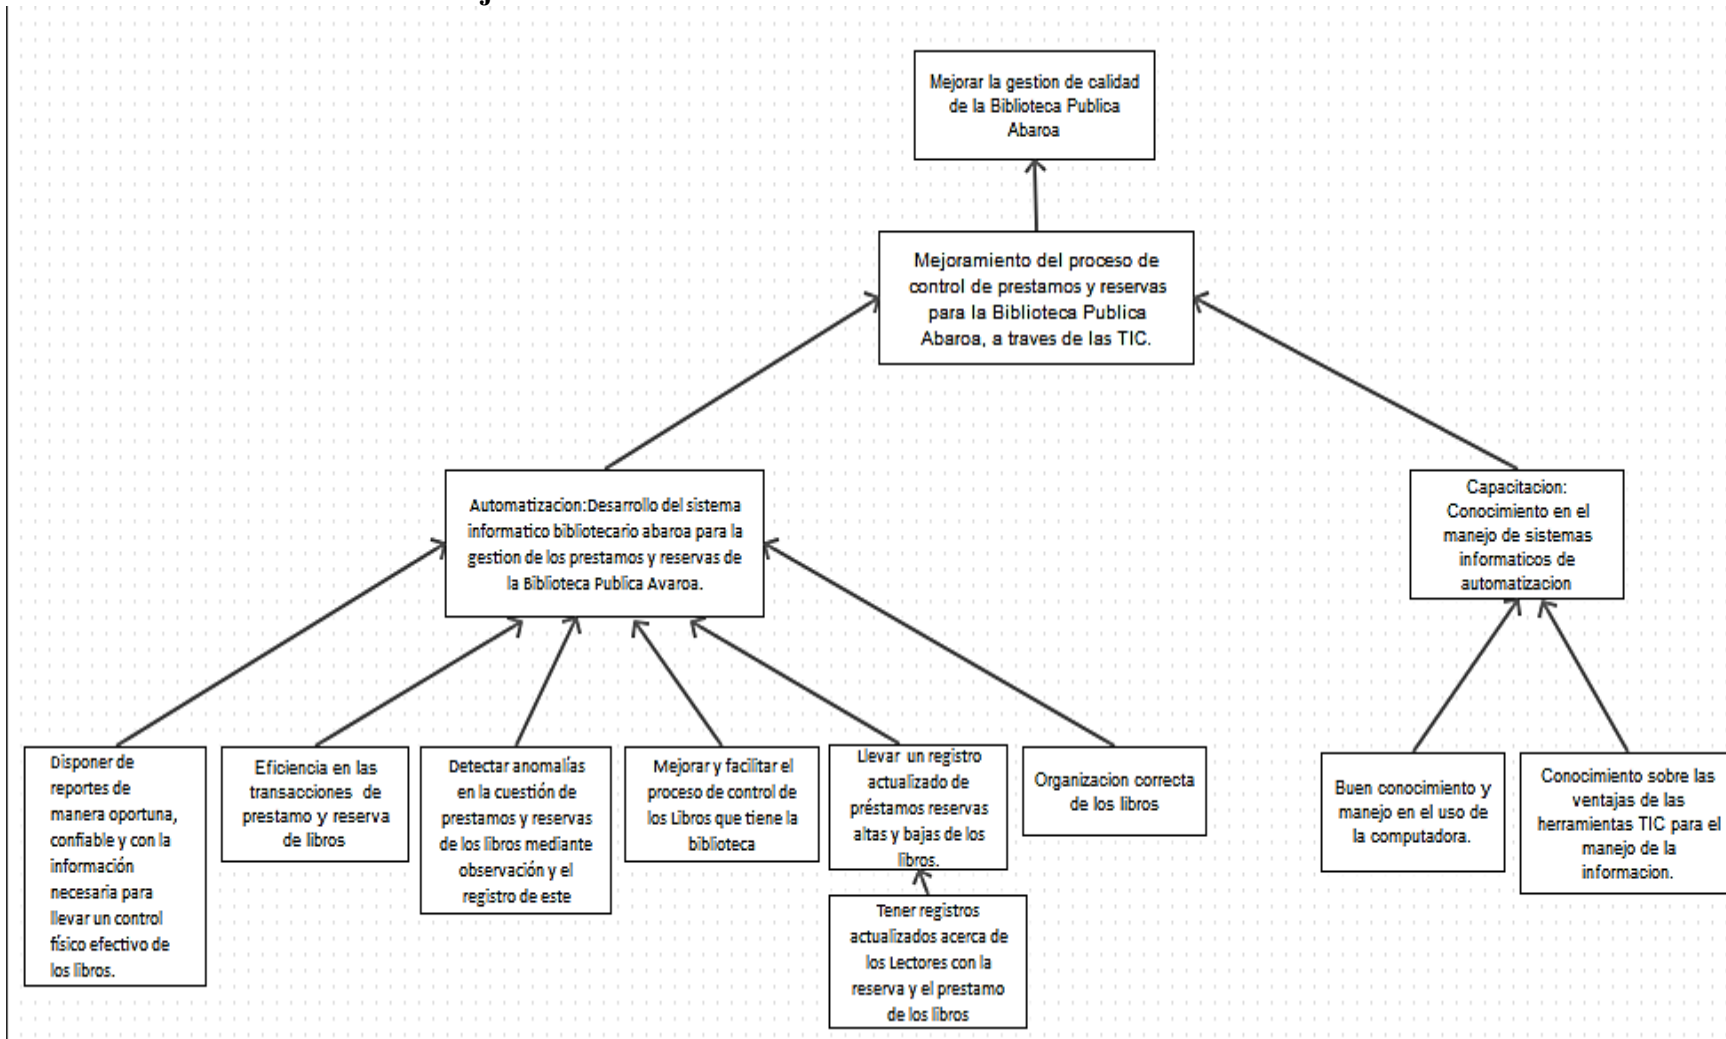 Mejorar la gestion de calidad
de la Biblioteca Publica
Abaroa
Mejoramiento del proceso de
control de prestamos y reservas
para la Biblioteca Publica
Abaroa, a traves de las TIC.
Automatizacion:Desarrollo del sistema
informatico bibliotecario abaroa para la
gestion de los prestamos y reservas de
la Biblioteca Publica Avaroa.
Capacitacion:
Conocimiento en el
manejo de sistemas
informaticos de
automatizacion
Disponer de
reportes de
manera oportuna,
confiable y con la
información
necesaria para
llevar un control
físico efectivo de
los libros.
Eficiencia en las
transacciones de
prestamo y reserva
de libros
Detectar anomalías
en la cuestión de
prestamos y reservas
de los libros mediante
observación y el
registro de este
Mejorar y facilitar el
proceso de control de
los Libros que tiene la
biblioteca
Llevar un registro
actualizado de
préstamos reservas
altas y bajas de los
libros.
Organizacion correcta
de los libros
Tener registros
actualizados acerca de
los Lectores con la
reserva y el prestamo
de los libros
Buen conocimiento y
manejo en el uso de
la computadora.
Conocimiento sobre las
ventajas de las
herramientas TIC para el
manejo de la
informacion.